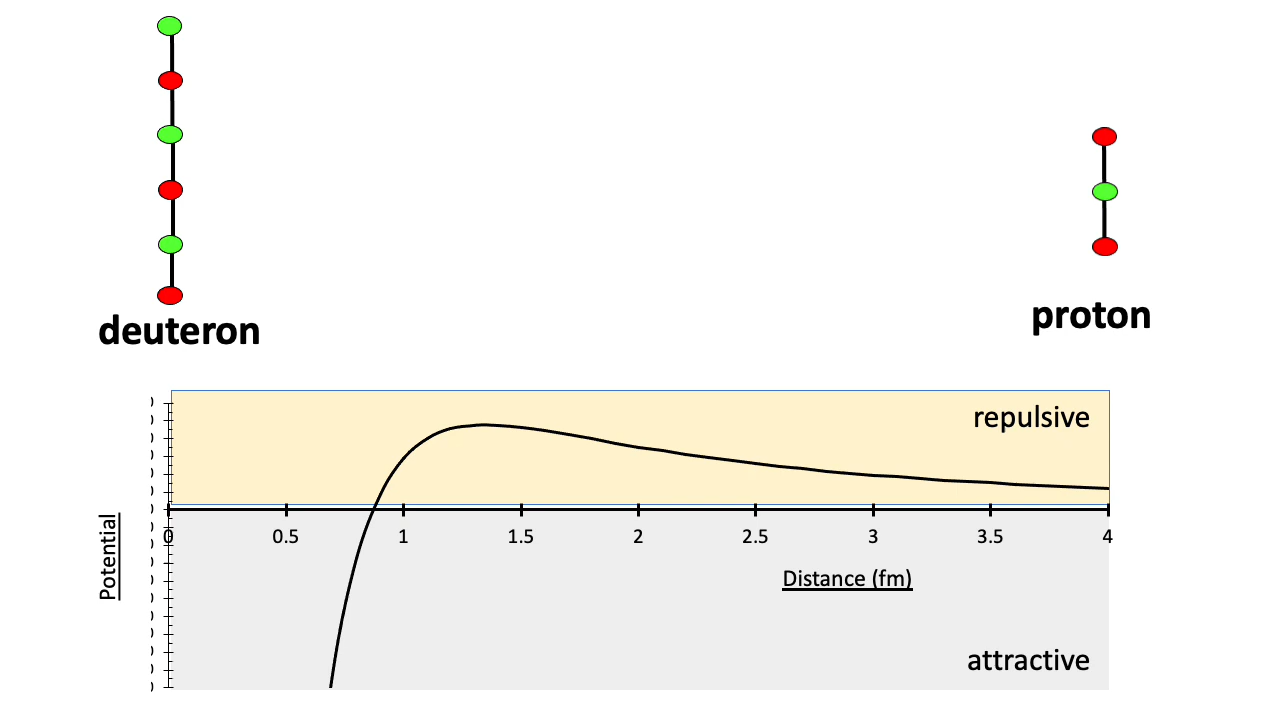 deuteron
proton
repulsive
0 0.5 1 1.5 2 2.5 3 3.5 4
Potential
Distance (fm)
attractive